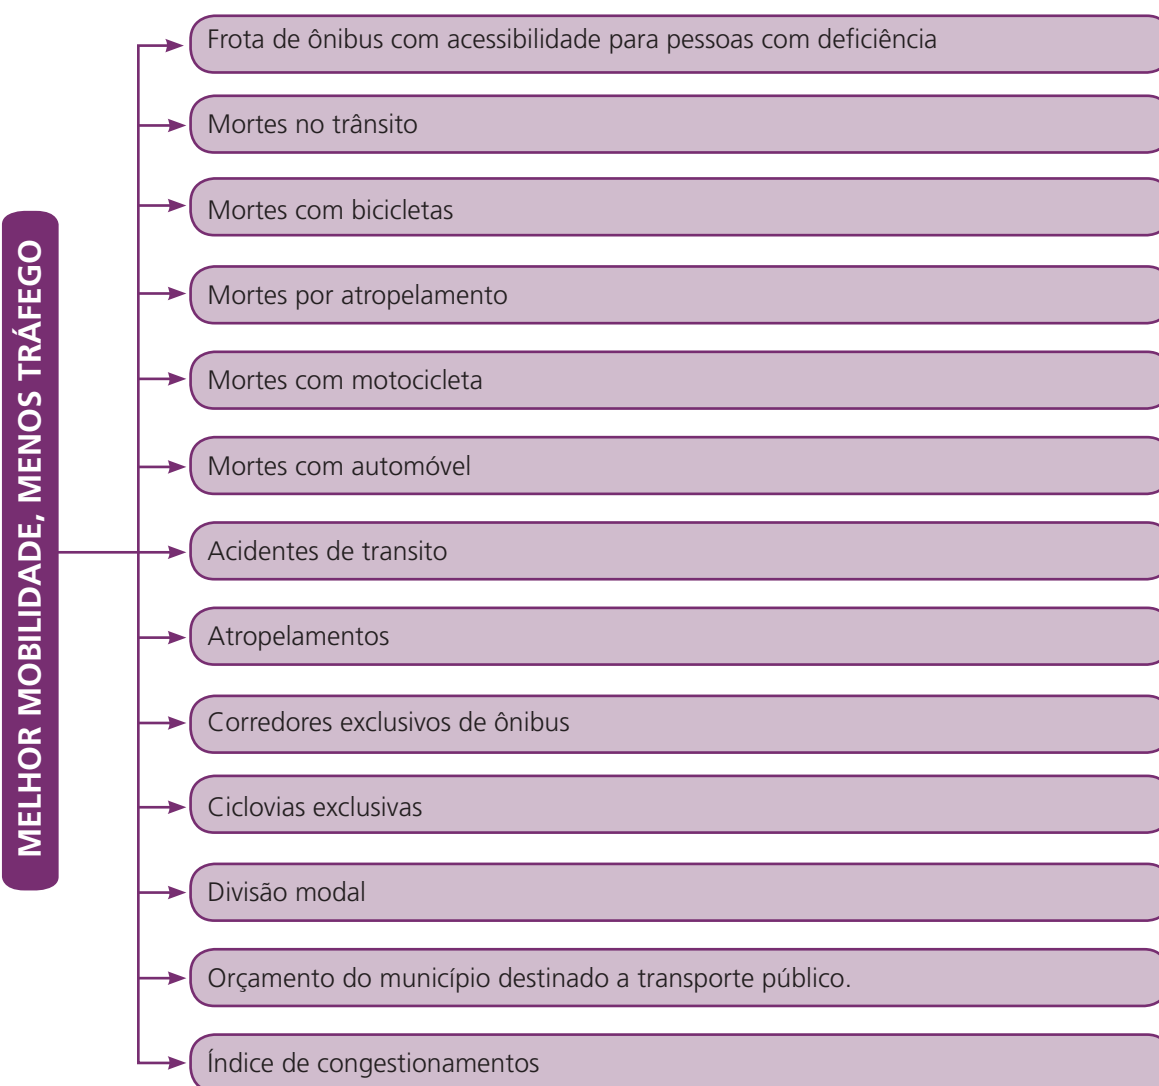 MELHOR MOBILIDADE, MENOS TRÁFEGO
Frota de ônibus com acessibilidade para pessoas com deficiência
Mortes no trânsito
Mortes com bicicletas
Mortes por atropelamento
Mortes com motocicleta
Mortes com automóvel
Acidentes de transito
Atropelamentos
Corredores exclusivos de ônibus
Ciclovias exclusivas
Divisão modal
Orçamento do município destinado a transporte público.
Índice de congestionamentos